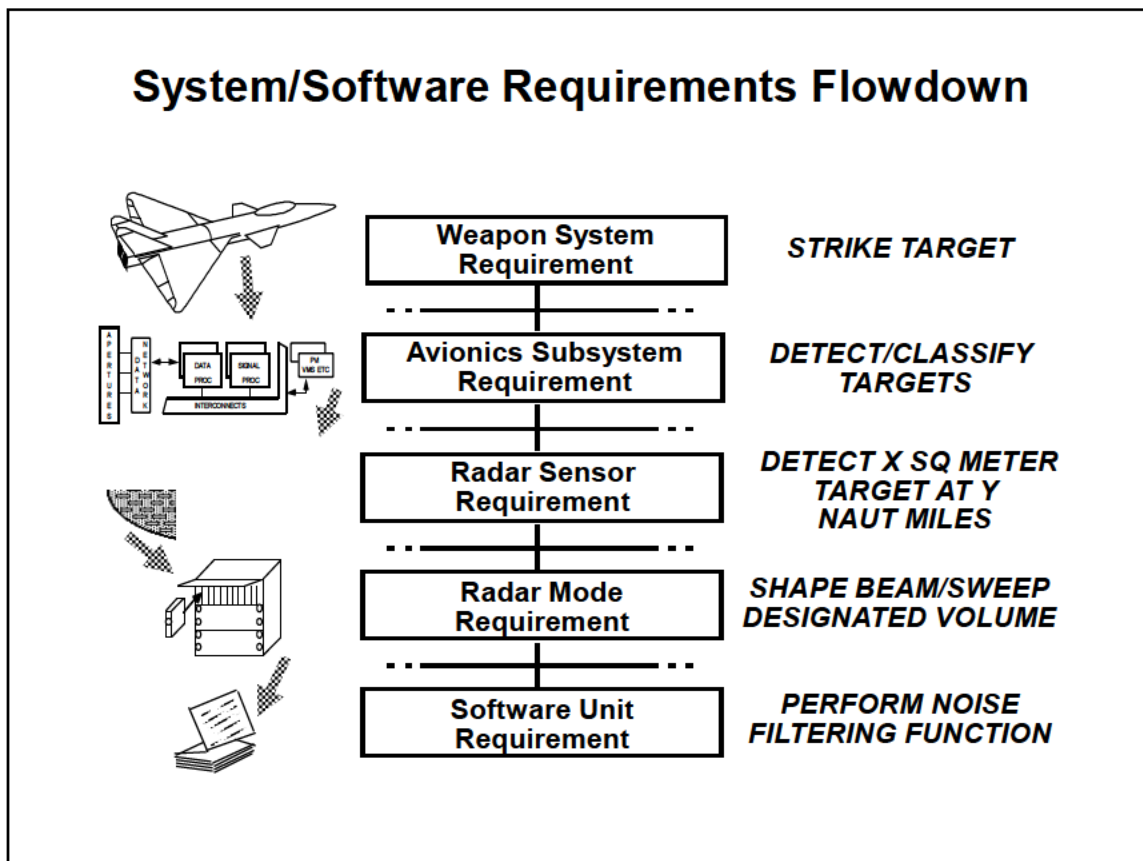 System/Software Requirements Flowdown
Weapon System
Requirement
STRIKE TARGET
APERTURES
DATA
NETWORK
DATA
PROC
SIGNAL
PROC
PM
VMS ETC
INTERCONNECTS
Avionics Subsystem
Requirement
DETECT/CLASSIFY
TARGETS
Radar Sensor
Requirement
DETECT X SQ METER
TARGET AT Y
NAUT MILES
Radar Mode
Requirement
SHAPE BEAM/SWEEP
DESIGNATED VOLUME
Software Unit
Requirement
PERFORM NOISE
FILTERING FUNCTION